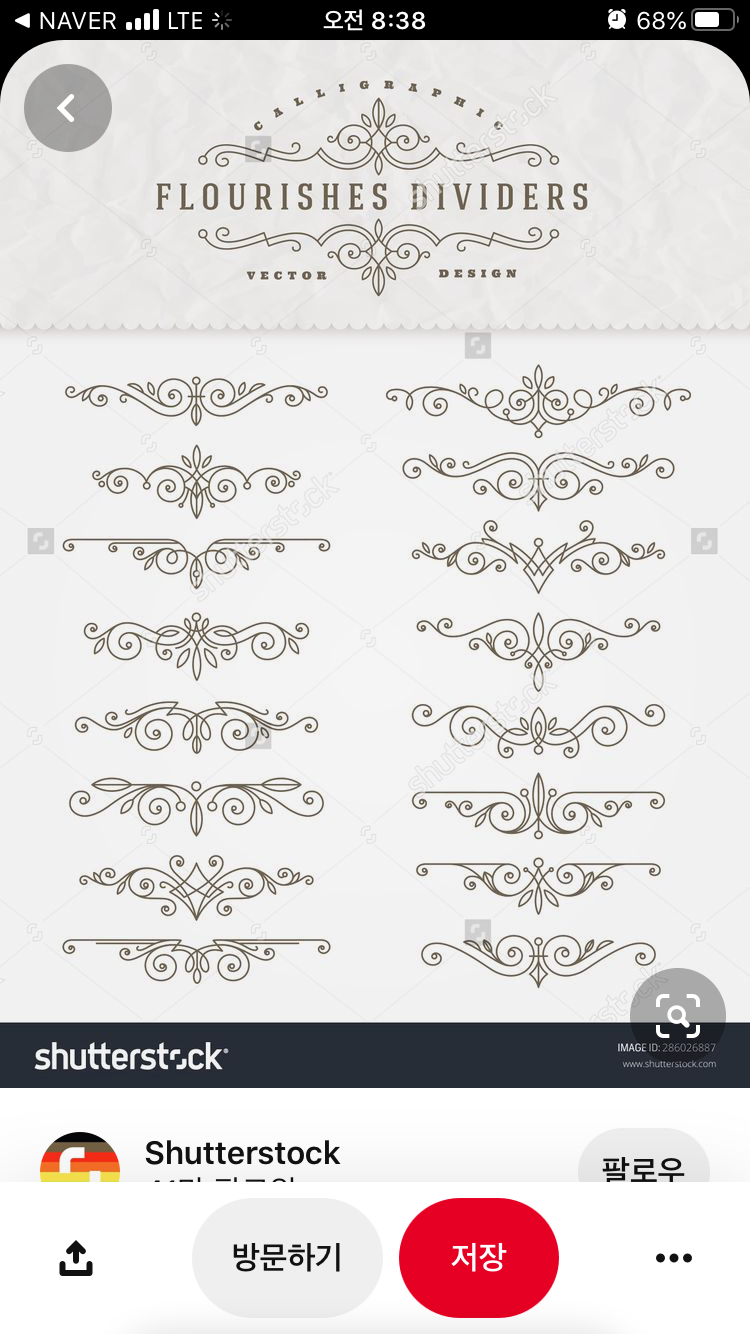 NAVER LTE 오전 8:38 68%
CALLIGRAPHIC
FLOURISHES DIVIDERS
VECTOR DESIGN
shutterstock
IMAGE ID: 286026887
www.shutterstock.com
Shutterstock
팔로우
방문하기 저장